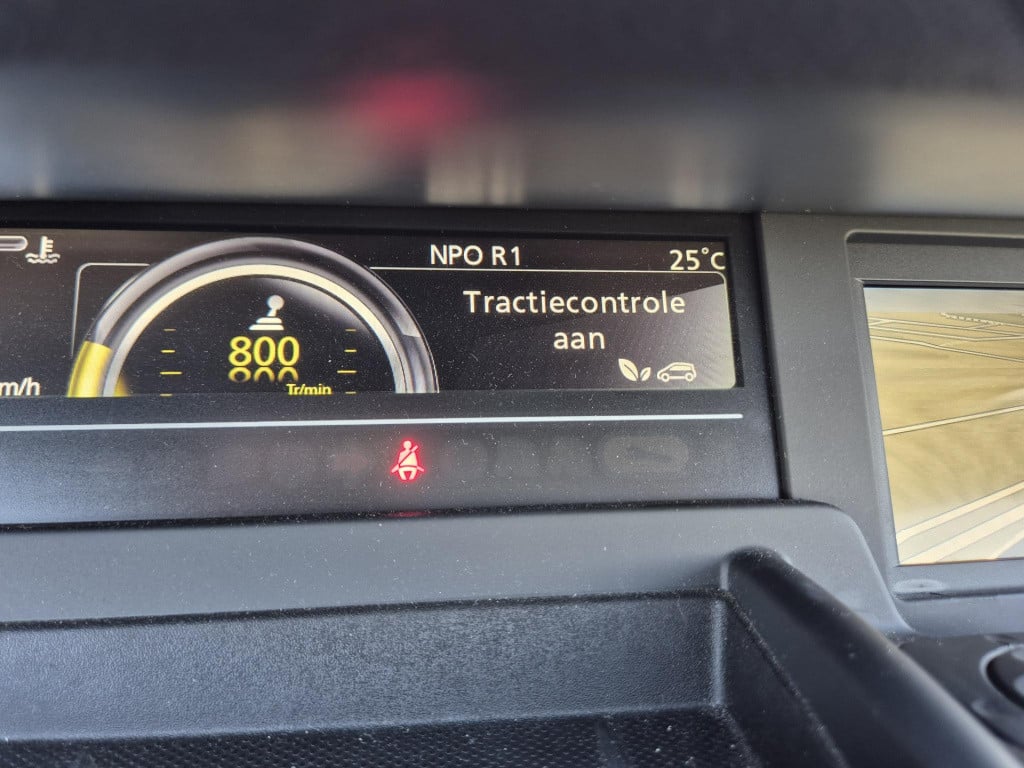 NPO R1
25°C
Tractiecontrole
aan
800
Tr/min
m/h